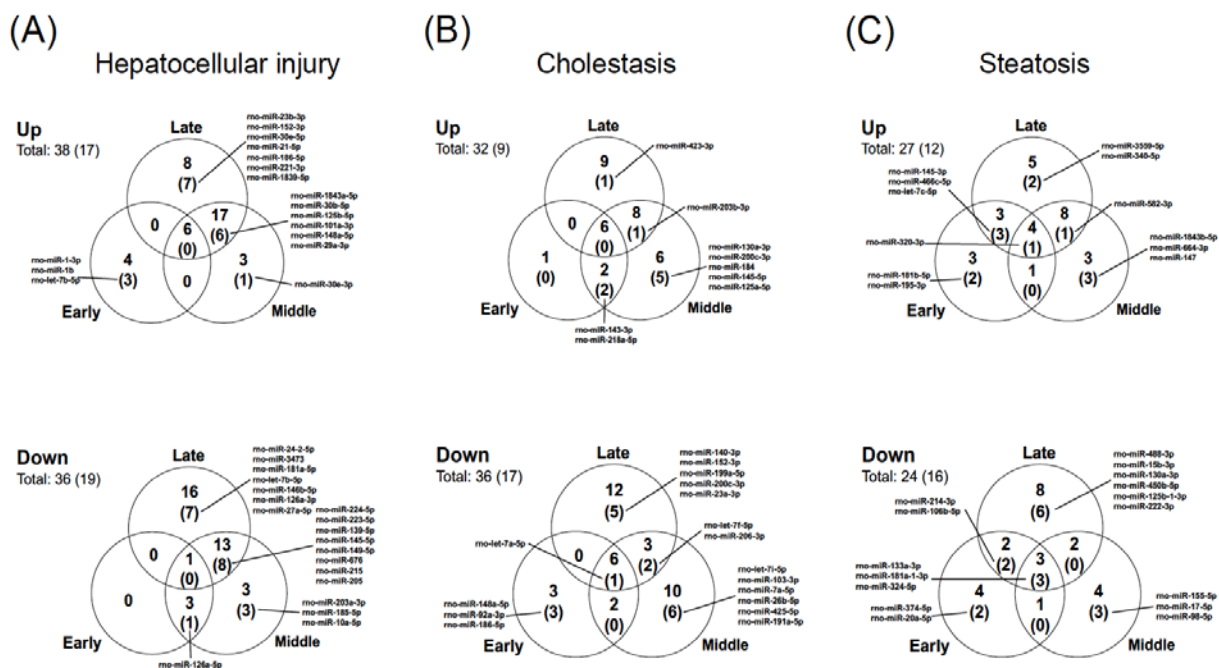 (A)
Hepatocellular injury
Up
Total: 38 (17)
Late
8
(7)
rno-miR-23b-3p
rno-miR-152-3p
rno-miR-30e-5p
rno-miR-21-5p
rno-miR-186-5p
rno-miR-221-3p
rno-miR-1839-5p
0
6
(0)
17
(6)
rno-miR-1843a-5p
rno-miR-30b-5p
rno-miR-125b-5p
rno-miR-101a-3p
rno-miR-148a-5p
rno-miR-29a-3p
rno-miR-1-3p
rno-miR-1b
rno-let-7b-5p
4
(3)
0
3
(1)
rno-miR-30e-3p
Early
Middle
Down
Total: 36 (19)
Late
16
(7)
rno-miR-24-2-5p
rno-miR-3473
rno-miR-181a-5p
rno-let-7b-5p
rno-miR-146b-5p
rno-miR-126a-3p
rno-miR-27a-5p
0
1
(0)
13
(8)
rno-miR-224-5p
rno-miR-223-5p
rno-miR-139-5p
rno-miR-145-5p
rno-miR-149-5p
rno-miR-676
rno-miR-215
rno-miR-205
0
3
(1)
3
(3)
rno-miR-203a-3p
rno-miR-185-5p
rno-miR-10a-5p
Early
Middle
rno-miR-126a-5p
(B)
Cholestasis
Up
Total: 32 (9)
Late
9
(1)
rno-miR-423-3p
0
6
(0)
8
(1)
rno-miR-203b-3p
1
(0)
2
(2)
6
(5)
rno-miR-130a-3p
rno-miR-200c-3p
rno-miR-184
rno-miR-145-5p
rno-miR-125a-5p
Early
Middle
rno-miR-143-3p
rno-miR-218a-5p
Down
Total: 36 (17)
Late
12
(5)
rno-miR-140-3p
rno-miR-152-3p
rno-miR-199a-5p
rno-miR-200c-3p
rno-miR-23a-3p
rno-let-7a-5p
0
6
(1)
3
(2)
rno-let-7f-5p
rno-miR-206-3p
rno-miR-148a-5p
rno-miR-92a-3p
rno-miR-186-5p
3
(3)
2
(0)
10
(6)
rno-let-7i-5p
rno-miR-103-3p
rno-miR-7a-5p
rno-miR-26b-5p
rno-miR-425-5p
rno-miR-191a-5p
Early
Middle
(C)
Steatosis
Up
Total: 27 (12)
Late
5
(2)
rno-miR-3559-5p
rno-miR-340-5p
rno-miR-145-3p
rno-miR-466c-5p
rno-let-7c-5p
3
(3)
4
(1)
8
(1)
rno-miR-582-3p
rno-miR-320-3p
rno-miR-181b-5p
rno-miR-195-3p
3
(2)
1
(0)
3
(3)
rno-miR-1843b-5p
rno-miR-664-3p
rno-miR-147
Early
Middle
Down
Total: 24 (16)
Late
8
(6)
rno-miR-488-3p
rno-miR-15b-3p
rno-miR-130a-3p
rno-miR-450b-5p
rno-miR-125b-1-3p
rno-miR-222-3p
rno-miR-214-3p
rno-miR-106b-5p
2
(2)
3
(3)
2
(0)
rno-miR-133a-3p
rno-miR-181a-1-3p
rno-miR-324-5p
rno-miR-374-5p
rno-miR-20a-5p
4
(2)
1
(0)
4
(3)
rno-miR-155-5p
rno-miR-17-5p
rno-miR-98-5p
Early
Middle